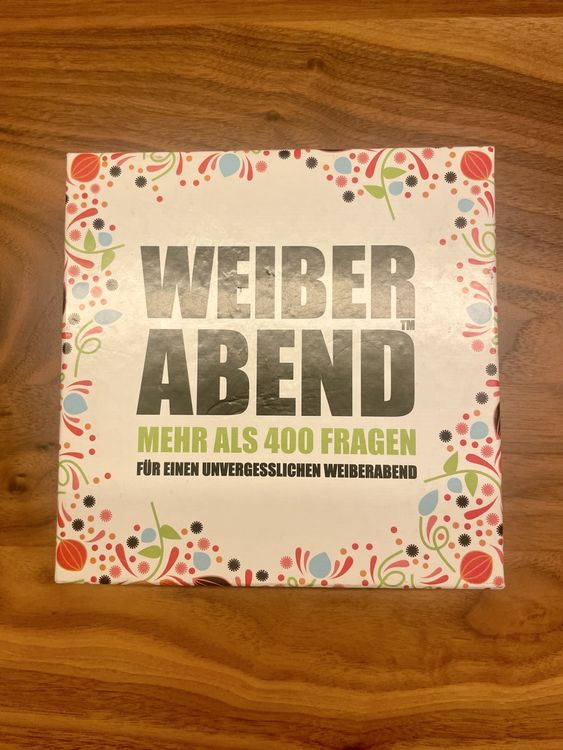 WEIBER
ABEND™
MEHR ALS 400 FRAGEN
FÜR EINEN UNVERGESSLICHEN WEIBERABEND